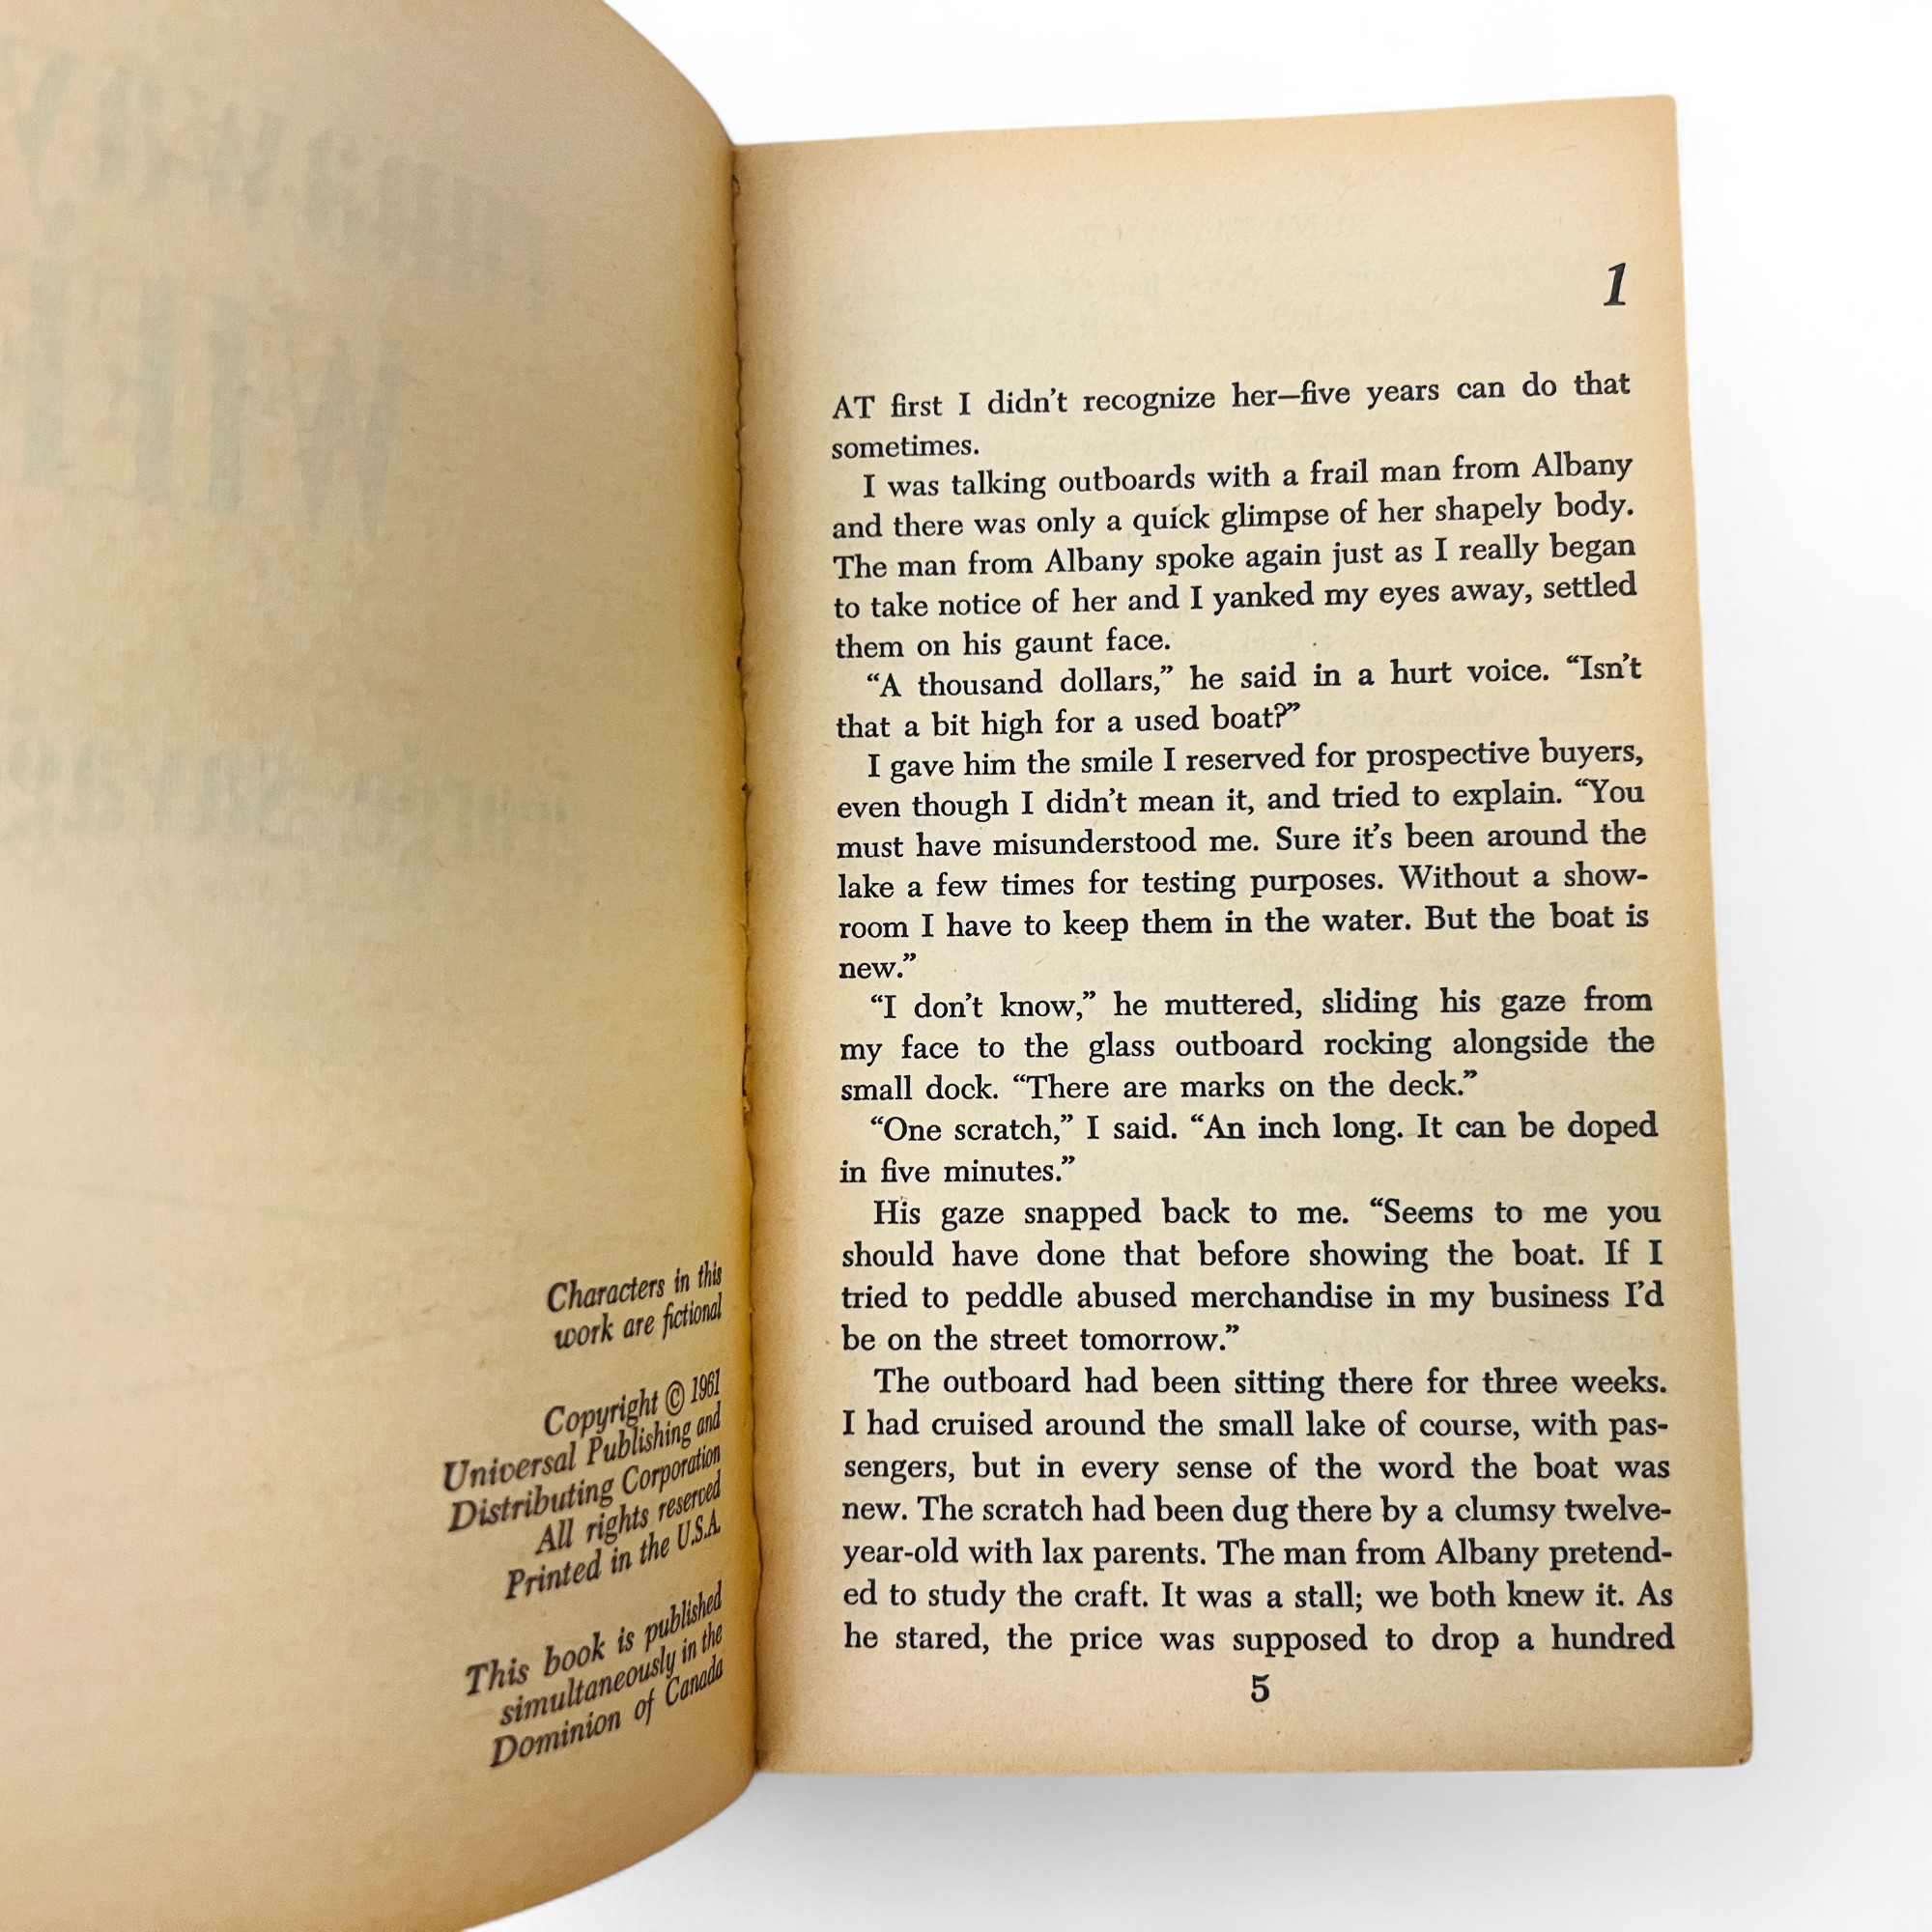 Characters in this
work are fictional
Copyright © 1961
Universal Publishing and
Distributing Corporation
All rights reserved
Printed in the U.S.A.
This book is published
simultaneously in the
Dominion of Canada
1
AT first I didn't recognize her—five years can do that
sometimes.
I was talking outboards with a frail man from Albany
and there was only a quick glimpse of her shapely body.
The man from Albany spoke again just as I really began
to take notice of her and I yanked my eyes away, settled
them on his gaunt face.
“A thousand dollars,” he said in a hurt voice. “Isn't
that a bit high for a used boat?”
I gave him the smile I reserved for prospective buyers,
even though I didn't mean it, and tried to explain. “You
must have misunderstood me. Sure it's been around the
lake a few times for testing purposes. Without a show-
room I have to keep them in the water. But the boat is
new.”
“I don't know,” he muttered, sliding his gaze from
my face to the glass outboard rocking alongside the
small dock. “There are marks on the deck.”
“One scratch,” I said. “An inch long. It can be doped
in five minutes.”
His gaze snapped back to me. “Seems to me you
should have done that before showing the boat. If I
tried to peddle abused merchandise in my business I'd
be on the street tomorrow.”
The outboard had been sitting there for three weeks.
I had cruised around the small lake of course, with pas-
sengers, but in every sense of the word the boat was
new. The scratch had been dug there by a clumsy twelve-
year-old with lax parents. The man from Albany pretend-
ed to study the craft. It was a stall; we both knew it. As
he stared, the price was supposed to drop a hundred
5